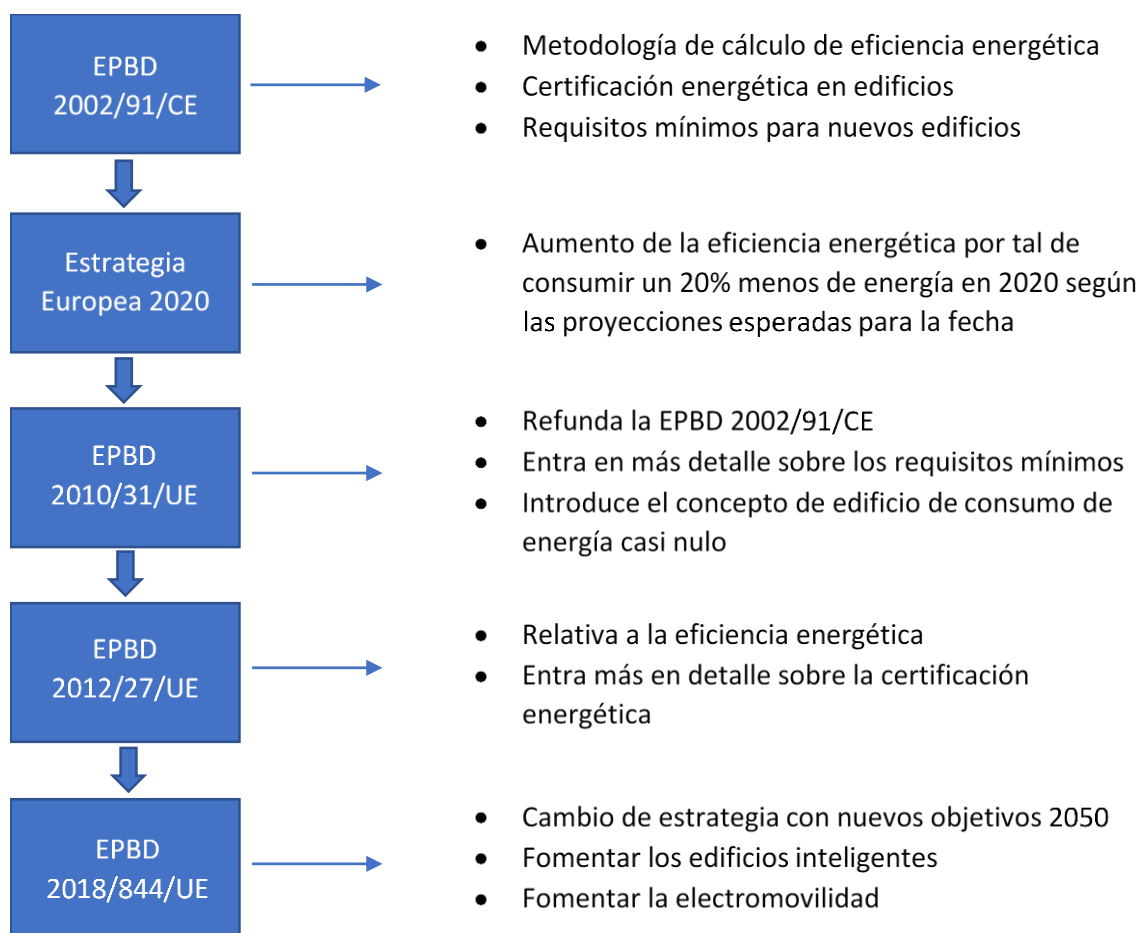 EPBD
2002/91/CE
• Metodología de cálculo de eficiencia energética
• Certificación energética en edificios
• Requisitos mínimos para nuevos edificios
Estrategia
Europea 2020
• Aumento de la eficiencia energética por tal de
consumir un 20% menos de energía en 2020 según
las proyecciones esperadas para la fecha
EPBD
2010/31/UE
• Refunda la EPBD 2002/91/CE
• Entra en más detalle sobre los requisitos mínimos
• Introduce el concepto de edificio de consumo de
energía casi nulo
EPBD
2012/27/UE
• Relativa a la eficiencia energética
• Entra más en detalle sobre la certificación
energética
EPBD
2018/844/UE
• Cambio de estrategia con nuevos objetivos 2050
• Fomentar los edificios inteligentes
• Fomentar la electromovilidad